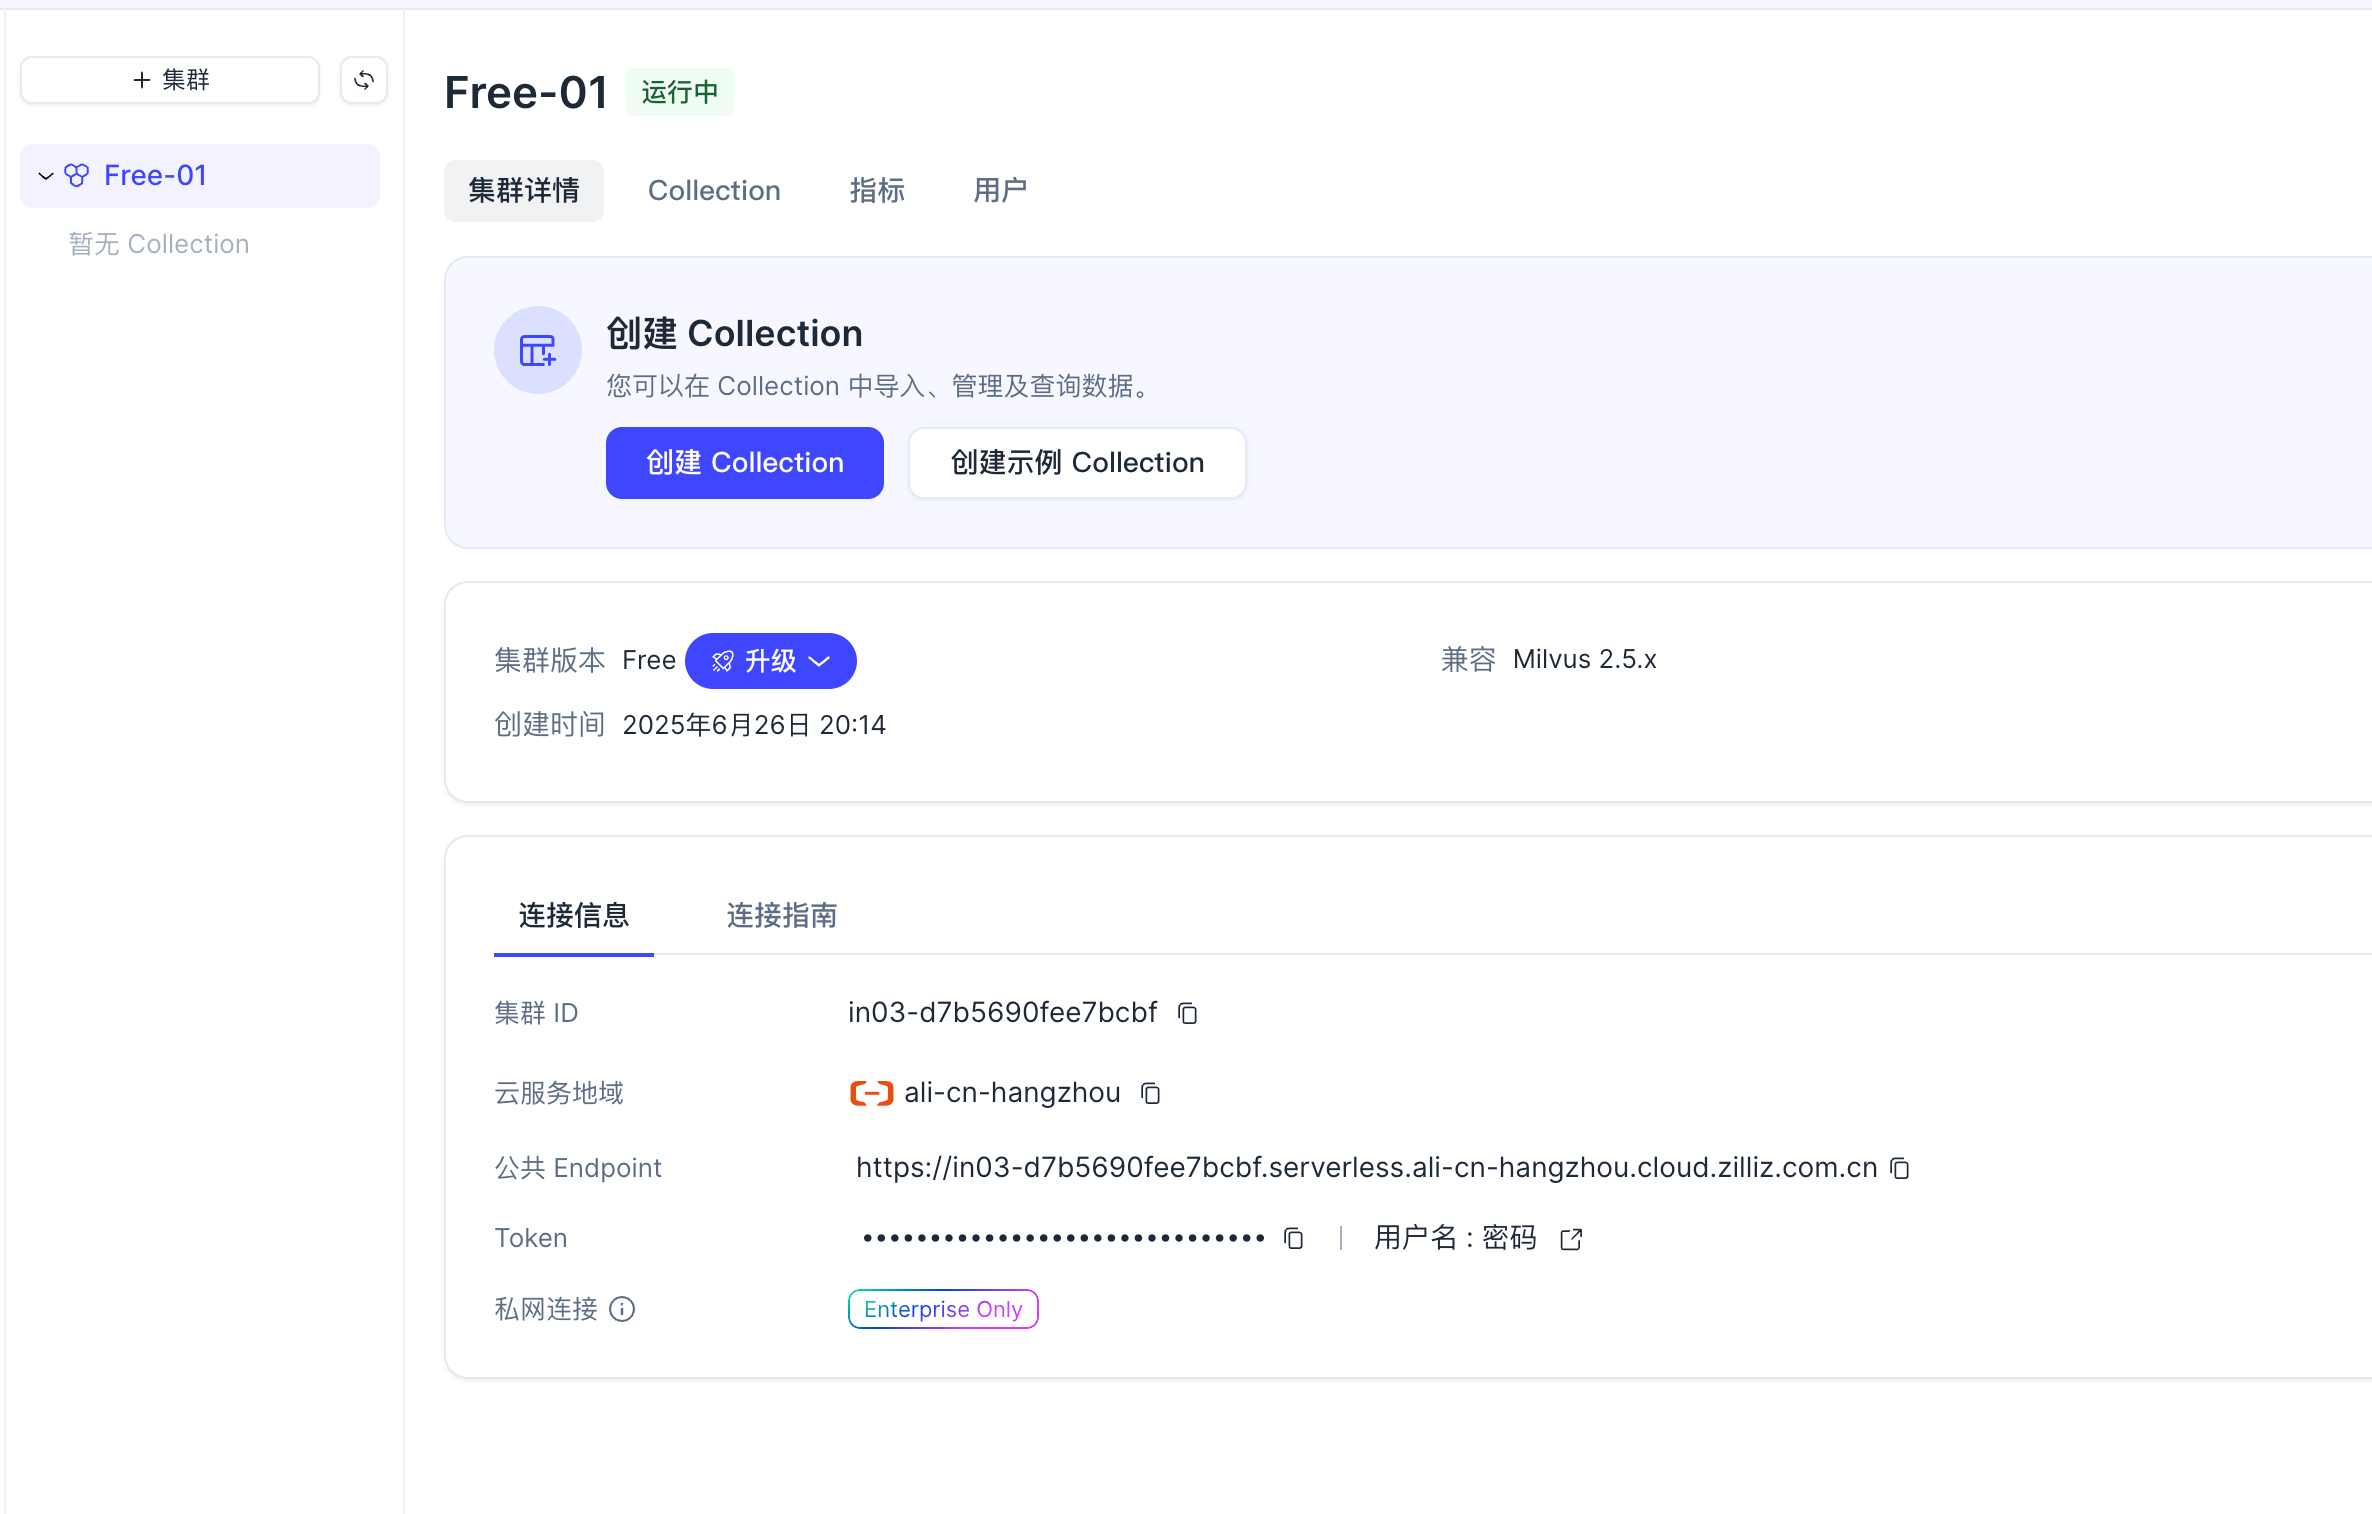 + 集群
Free-01
暂无 Collection
Free-01 运行中
集群详情 Collection 指标 用户
创建 Collection
您可以在 Collection 中导入、管理及查询数据。
创建 Collection 创建示例 Collection
集群版本 Free 升级 兼容 Milvus 2.5.x
创建时间 2025年6月26日 20:14
连接信息 连接指南
集群 ID in03-d7b5690fee7bcbf
云服务地域 ali-cn-hangzhou
公共 Endpoint https://in03-d7b5690fee7bcbf.serverless.ali-cn-hangzhou.cloud.zilliz.com.cn
Token •••••••••••••••••••••••••••••• | 用户名 : 密码
私网连接 Enterprise Only